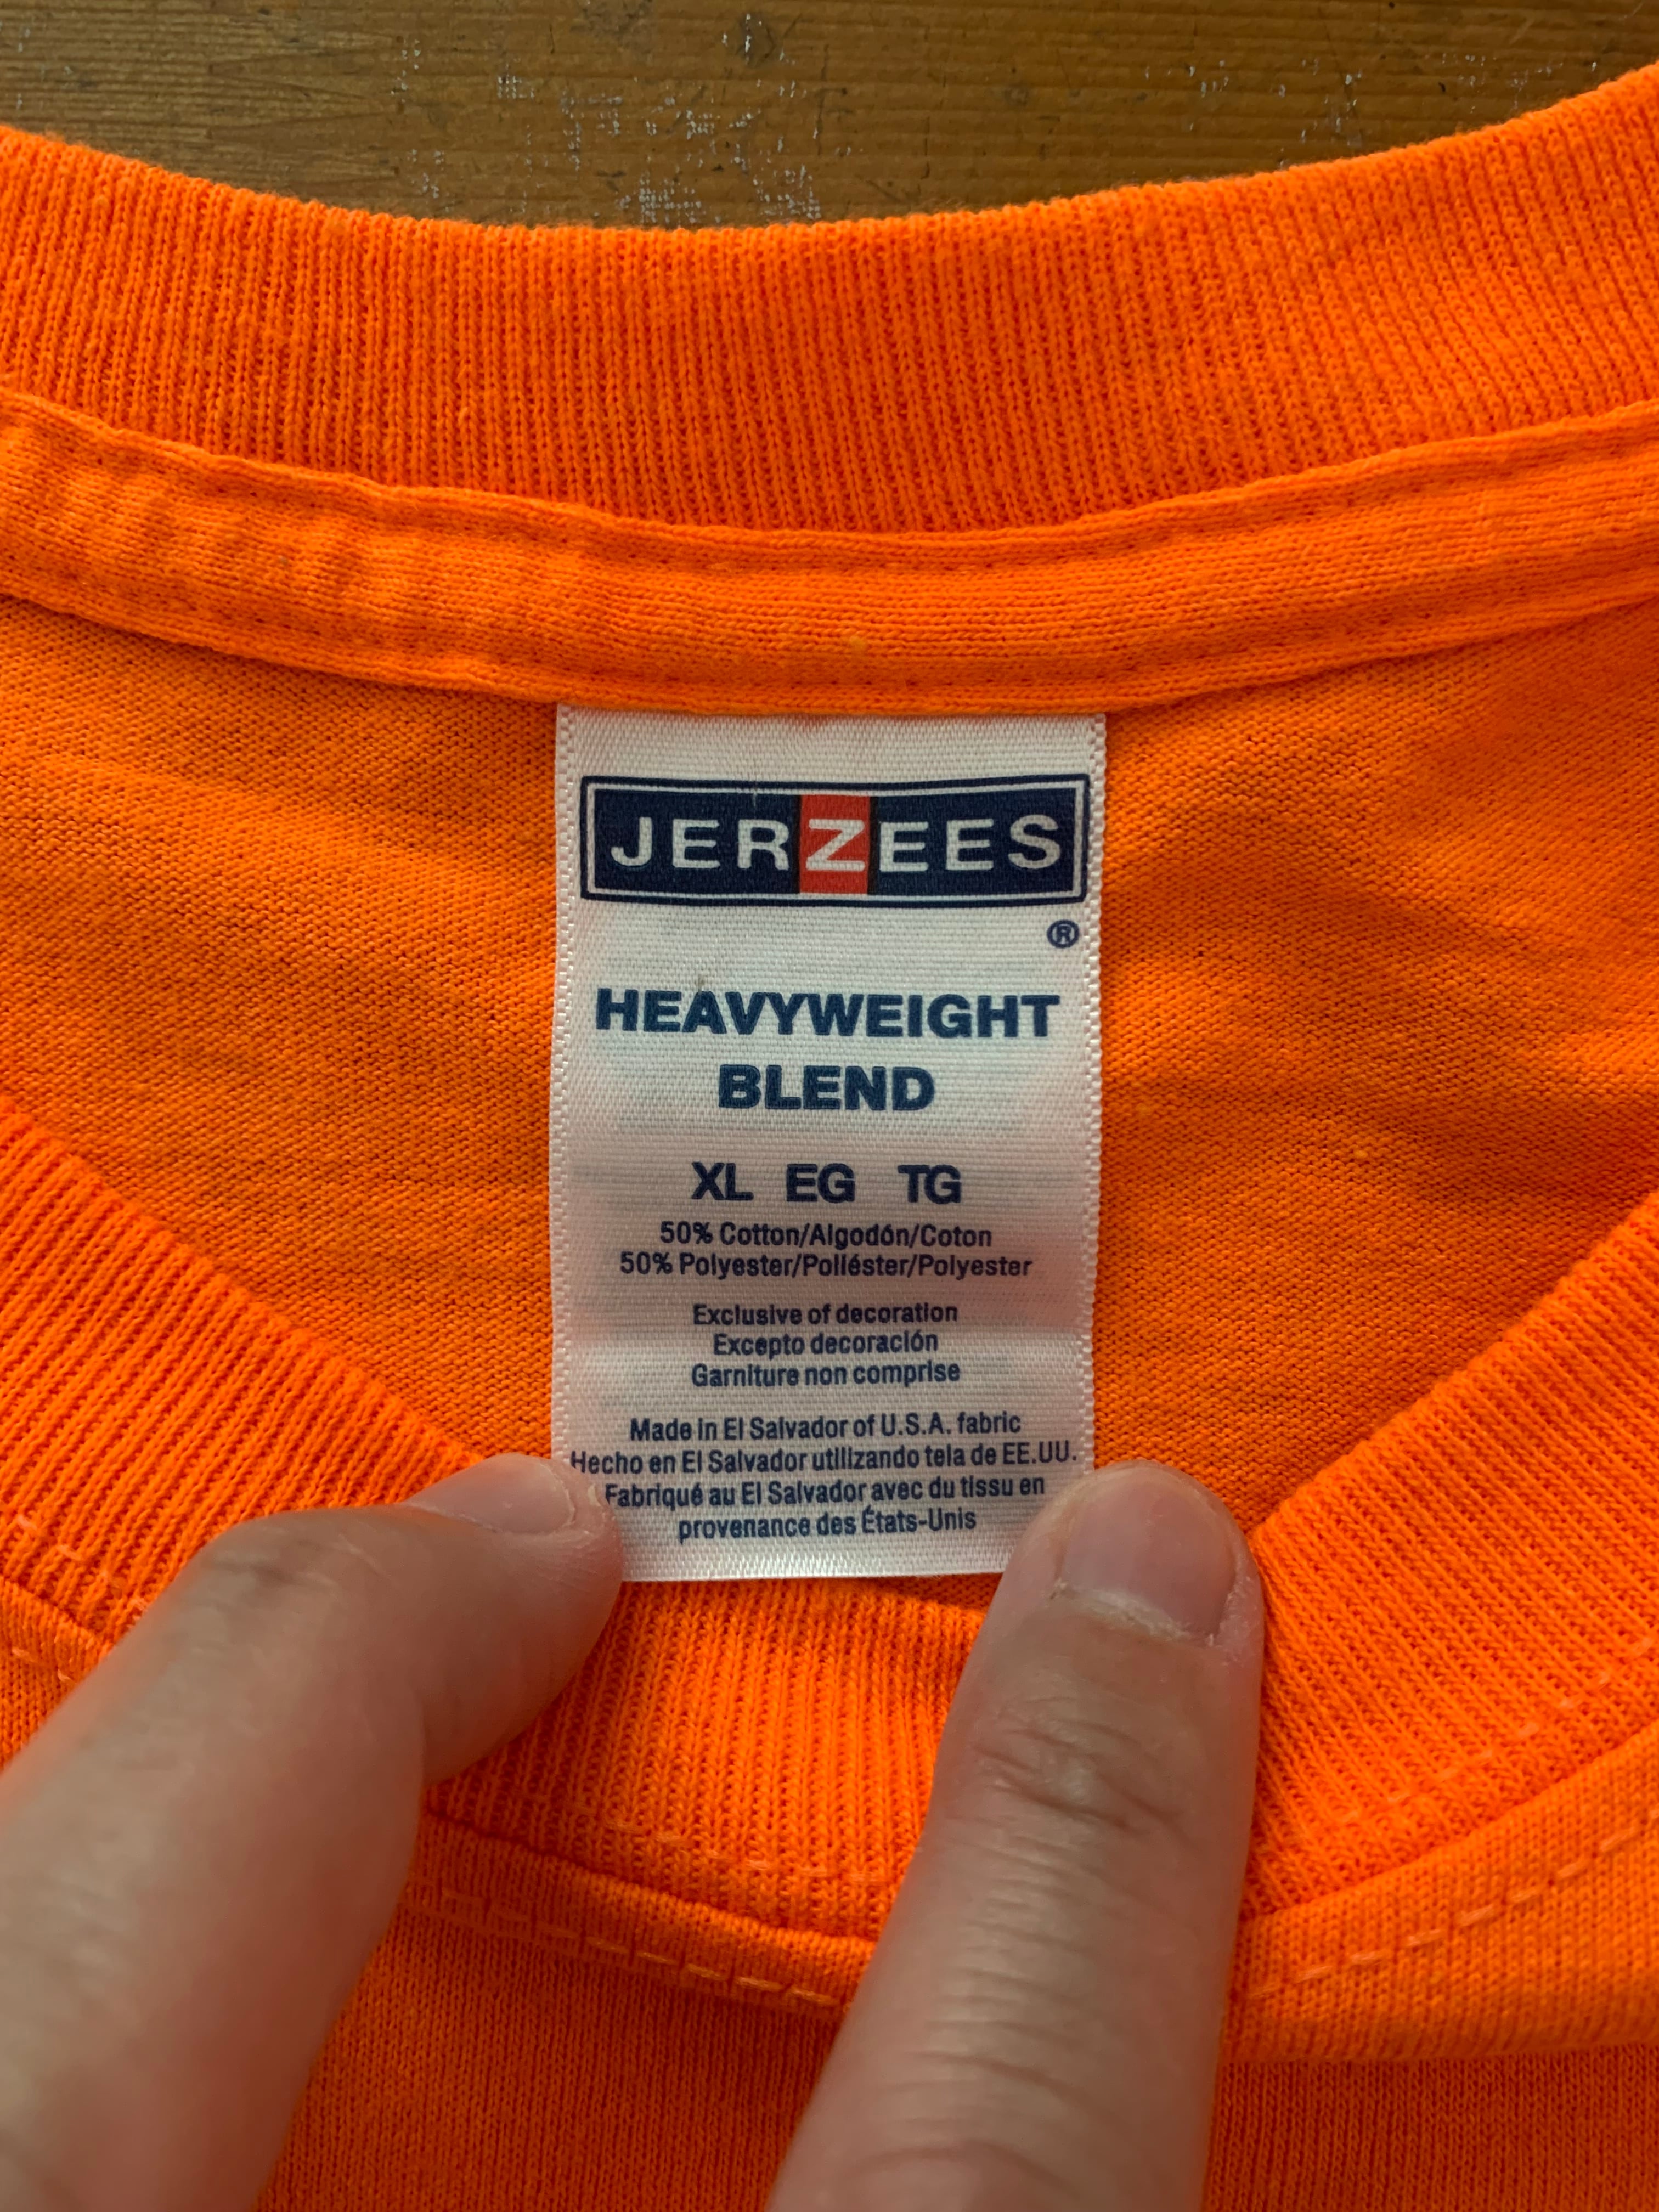 JERZEES
®
HEAVYWEIGHT
BLEND
XL EG TG
50% Cotton/Algodón/Coton
50% Polyester/Poliéster/Polyester
Exclusive of decoration
Excepto decoración
Garniture non comprise
Made in El Salvador of U.S.A. fabric
Hecho en El Salvador utilizando tela de EE.UU.
Fabriqué au El Salvador avec du tissu en
provenance des États-Unis